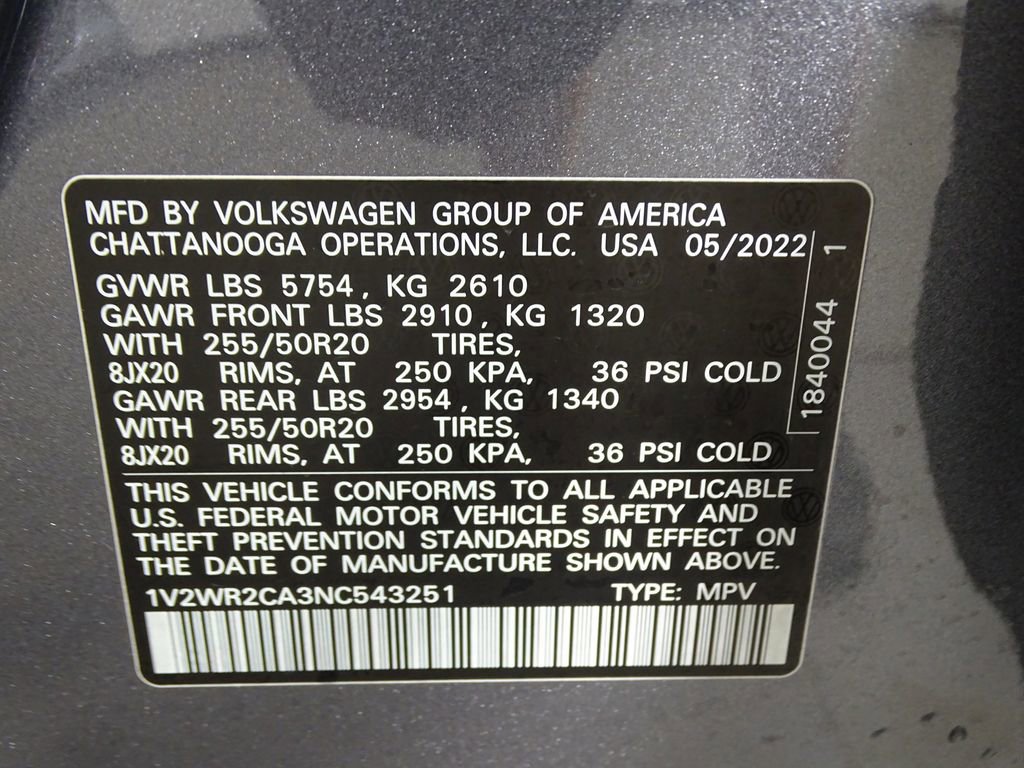 MFD BY VOLKSWAGEN GROUP OF AMERICA
CHATTANOOGA OPERATIONS, LLC. USA 05/2022
GVWR LBS 5754, KG 2610
GAWR FRONT LBS 2910, KG 1320
WITH 255/50R20 TIRES,
8JX20 RIMS, AT 250 KPA, 36 PSI COLD
GAWR REAR LBS 2954, KG 1340
WITH 255/50R20 TIRES,
8JX20 RIMS, AT 250 KPA, 36 PSI COLD
1840044 1
THIS VEHICLE CONFORMS TO ALL APPLICABLE
U.S. FEDERAL MOTOR VEHICLE SAFETY AND
THEFT PREVENTION STANDARDS IN EFFECT ON
THE DATE OF MANUFACTURE SHOWN ABOVE.
1V2WR2CA3NC543251 TYPE: MPV